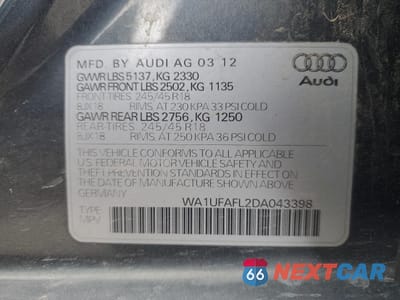 MFD. BY AUDI AG 03 12
GVWR LBS 5137, KG 2330
GAWR FRONT LBS 2502, KG 1135
FRONT TIRES: 245/45 R18
8JX18 RIMS, AT 230 KPA 33 PSI COLD
GAWR REAR LBS 2756, KG 1250
REAR TIRES: 245/45 R18
8JX18 RIMS, AT 250 KPA 36 PSI COLD
THIS VEHICLE CONFORMS TO ALL APPLICABLE
U.S. FEDERAL MOTOR VEHICLE SAFETY
STANDARDS IN EFFECT ON THE DATE OF
MANUFACTURE SHOWN ABOVE
GERMANY
Audi
WA1UFAFL2DA043398
TYPE:
MPV
66 NEXTCAR